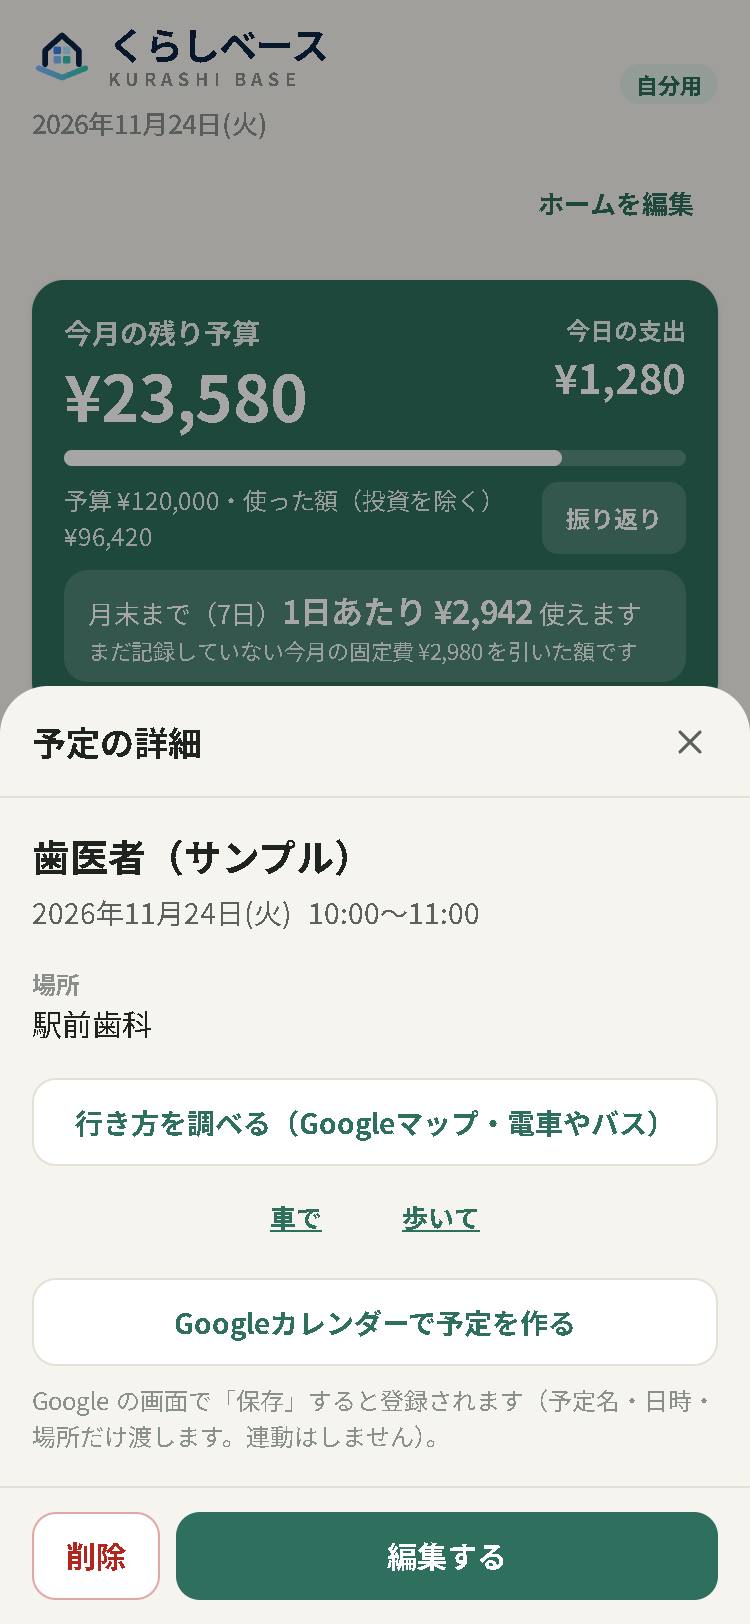 くらしベース
KURASHI BASE
2026年11月24日(火)
自分用
ホームを編集
今月の残り予算
¥23,580
今日の支出
¥1,280
予算 ¥120,000・使った額（投資を除く）
¥96,420
振り返り
月末まで（7日）1日あたり ¥2,942 使えます
まだ記録していない今月の固定費 ¥2,980 を引いた額です
予定の詳細
歯医者（サンプル）
2026年11月24日(火) 10:00〜11:00
場所
駅前歯科
行き方を調べる（Googleマップ・電車やバス）
車で
歩いて
Googleカレンダーで予定を作る
Google の画面で「保存」すると登録されます（予定名・日時・
場所だけ渡します。連動はしません）。
削除
編集する